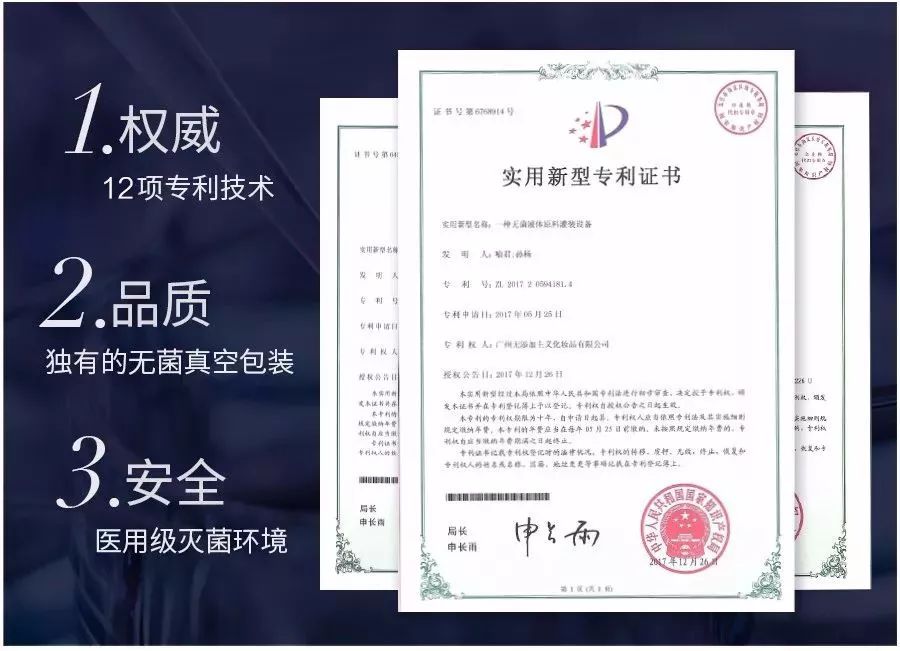 1.权威
12项专利技术
2.品质
独有的无菌真空包装
3.安全
医用级灭菌环境
证书号第6768914号
实用新型专利证书
实用新型名称：一种无菌液体原料灌装设备
发 明 人：喻君;孙杨
专 利 号：ZL 2017 2 0594181.4
专利申请日：2017年05月25日
专 利 权 人：广州无添加主义化妆品有限公司
授权公告日：2017年12月26日
本实用新型经过本局依照中华人民共和国专利法进行初步审查，决定授予专利权，颁
发本证书并在专利登记簿上予以登记。专利权自授权公告之日起生效。
本专利的专利权期限为十年，自申请日起算。专利权人应当依照专利法及其实施细则
规定缴纳年费。本专利的年费应当在每年05月25日前缴纳。未按照规定缴纳年费的，专
利权自应当缴纳年费期满之日起终止。
专利证书记载专利权登记时的法律状况。专利权的转移、质押、无效、终止、恢复和
专利权人的姓名或名称、国籍、地址变更等事项记载在专利登记簿上。
局长
申长雨
申长雨
中华人民共和国国家知识产权局
2017年12月26日
第1页(共1页)
证书号第
实用新型名称
发 明 人
专 利 号
专利申请日
专 利 权 人
授权公告日
局长
申长雨